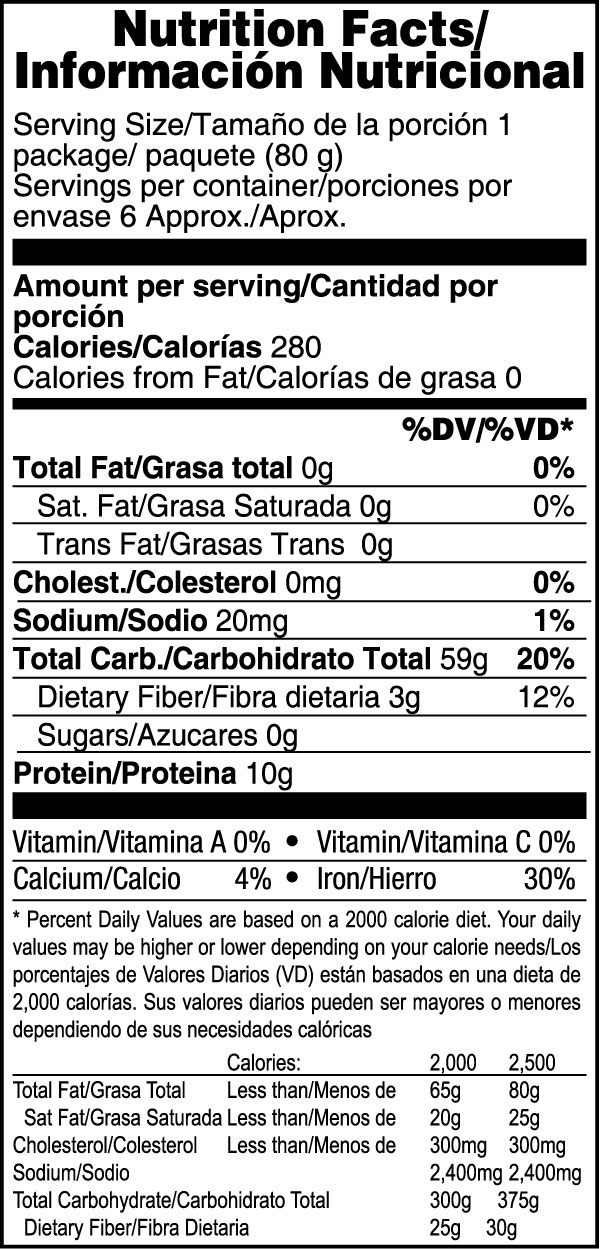 Nutrition Facts/
Información Nutricional
Serving Size/Tamaño de la porción 1
package/ paquete (80 g)
Servings per container/porciones por
envase 6 Approx./Aprox.
Amount per serving/Cantidad por
porción
Calories/Calorías 280
Calories from Fat/Calorías de grasa 0
%DV/%VD*
Total Fat/Grasa total 0g 0%
Sat. Fat/Grasa Saturada 0g 0%
Trans Fat/Grasas Trans 0g
Cholest./Colesterol 0mg 0%
Sodium/Sodio 20mg 1%
Total Carb./Carbohidrato Total 59g 20%
Dietary Fiber/Fibra dietaria 3g 12%
Sugars/Azucares 0g
Protein/Proteina 10g
Vitamin/Vitamina A 0% • Vitamin/Vitamina C 0%
Calcium/Calcio 4% • Iron/Hierro 30%
* Percent Daily Values are based on a 2000 calorie diet. Your daily
values may be higher or lower depending on your calorie needs/Los
porcentajes de Valores Diarios (VD) están basados en una dieta de
2,000 calorías. Sus valores diarios pueden ser mayores o menores
dependiendo de sus necesidades calóricas
Calories: 2,000 2,500
Total Fat/Grasa Total Less than/Menos de 65g 80g
Sat Fat/Grasa Saturada Less than/Menos de 20g 25g
Cholesterol/Colesterol Less than/Menos de 300mg 300mg
Sodium/Sodio 2,400mg 2,400mg
Total Carbohydrate/Carbohidrato Total 300g 375g
Dietary Fiber/Fibra Dietaria 25g 30g